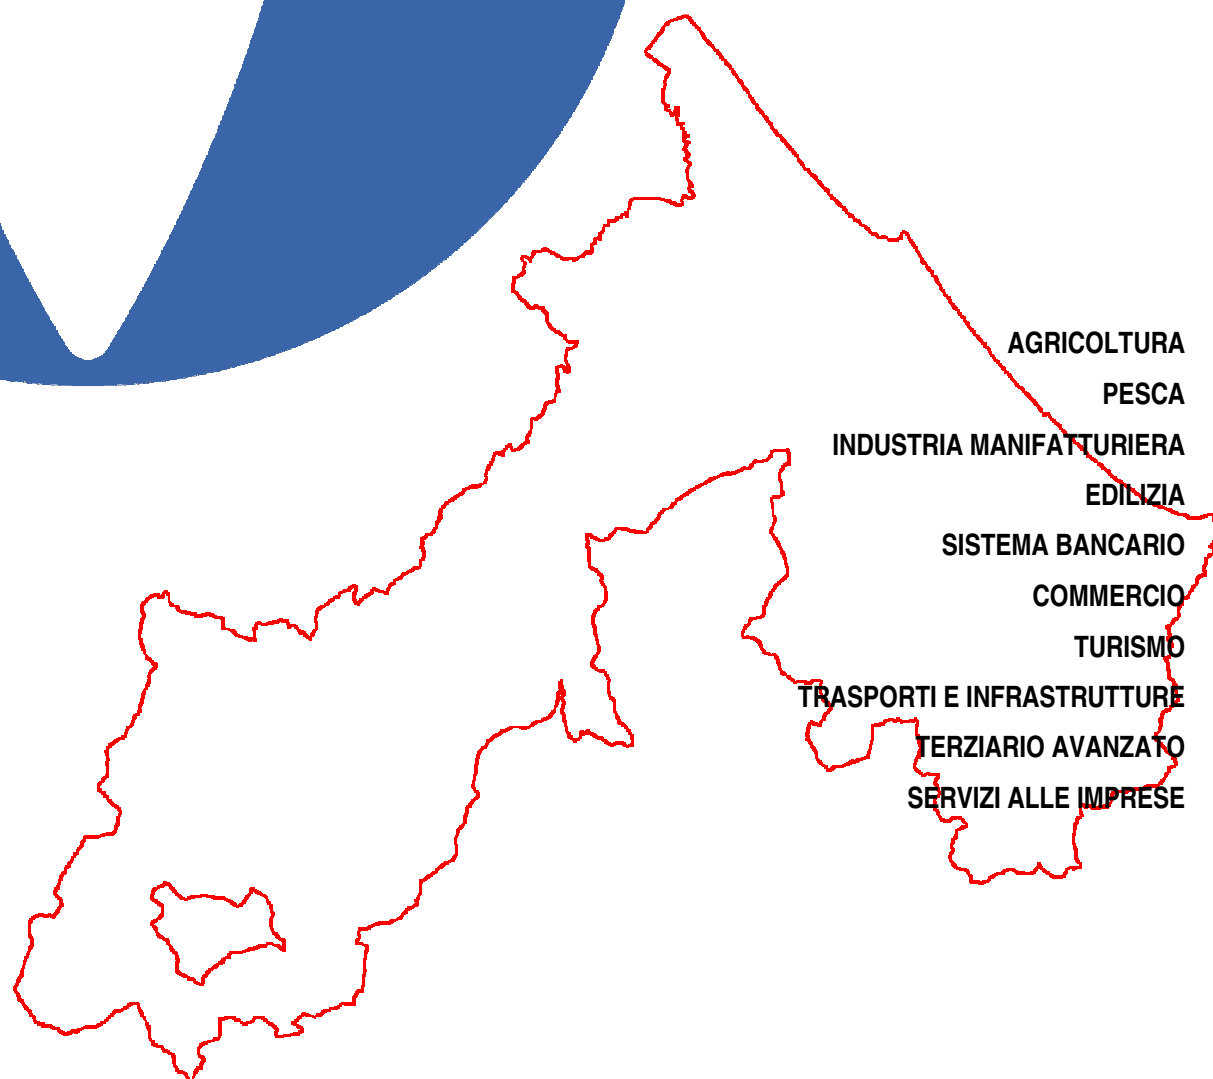 AGRICOLTURA
PESCA
INDUSTRIA MANIFATTURIERA
EDILIZIA
SISTEMA BANCARIO
COMMERCIO
TURISMO
TRASPORTI E INFRASTRUTTURE
TERZIARIO AVANZATO
SERVIZI ALLE IMPRESE